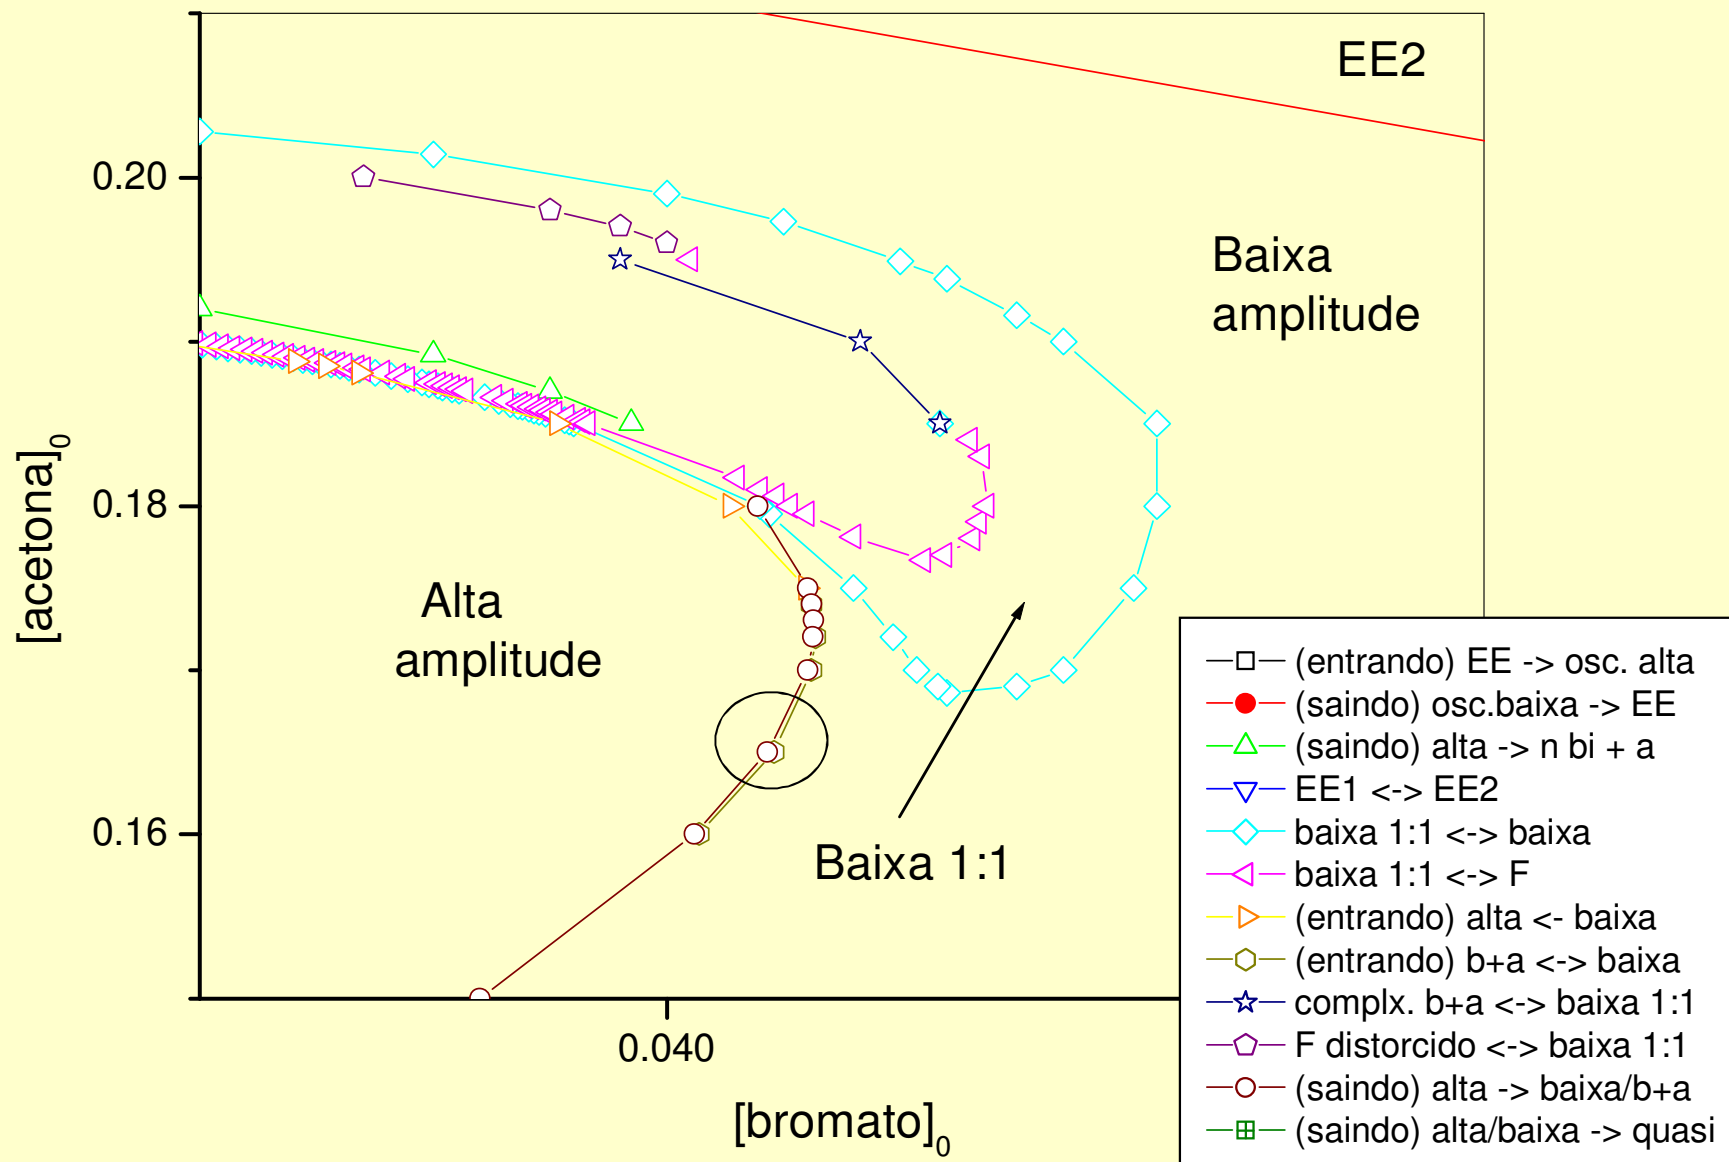 EE2
0.20
Baixa
amplitude
0.18
[acetona]0
Alta
amplitude
0.16
Baixa 1:1
0.040
[bromato]0
(entrando) EE -> osc. alta
(saindo) osc.baixa -> EE
(saindo) alta -> n bi + a
EE1 <-> EE2
baixa 1:1 <-> baixa
baixa 1:1 <-> F
(entrando) alta <- baixa
(entrando) b+a <-> baixa
complx. b+a <-> baixa 1:1
F distorcido <-> baixa 1:1
(saindo) alta -> baixa/b+a
(saindo) alta/baixa -> quasi